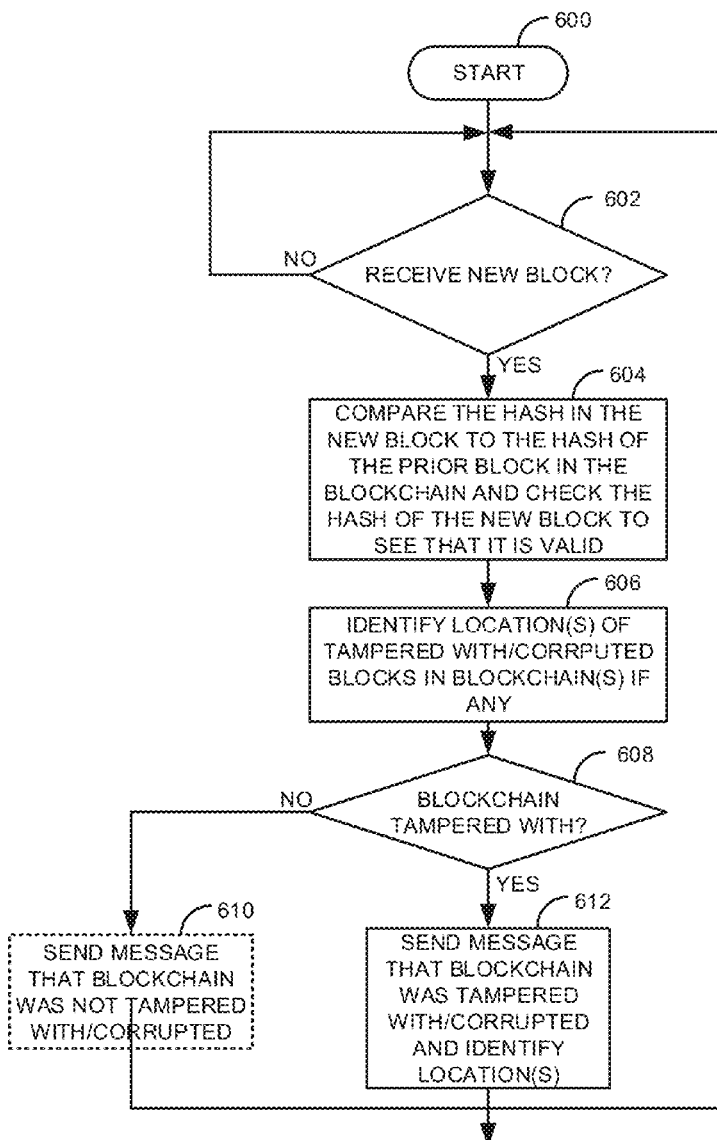 600
START
602
NO
RECEIVE NEW BLOCK?
YES
604
COMPARE THE HASH IN THE
NEW BLOCK TO THE HASH OF
THE PRIOR BLOCK IN THE
BLOCKCHAIN AND CHECK THE
HASH OF THE NEW BLOCK TO
SEE THAT IT IS VALID
606
IDENTIFY LOCATION(S) OF
TAMPERED WITH/CORRPUTED
BLOCKS IN BLOCKCHAIN(S) IF
ANY
608
NO
BLOCKCHAIN
TAMPERED WITH?
YES
610
SEND MESSAGE
THAT BLOCKCHAIN
WAS NOT TAMPERED
WITH/CORRUPTED
612
SEND MESSAGE
THAT BLOCKCHAIN
WAS TAMPERED
WITH/CORRUPTED
AND IDENTIFY
LOCATION(S)